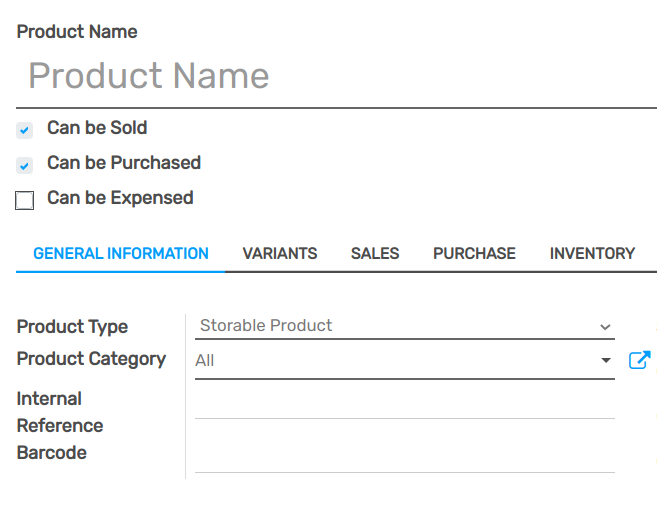 Product Name
Product Name
Can be Sold
Can be Purchased
Can be Expensed
GENERAL INFORMATION VARIANTS SALES PURCHASE INVENTORY
Product Type Storable Product
Product Category All
Internal
Reference
Barcode